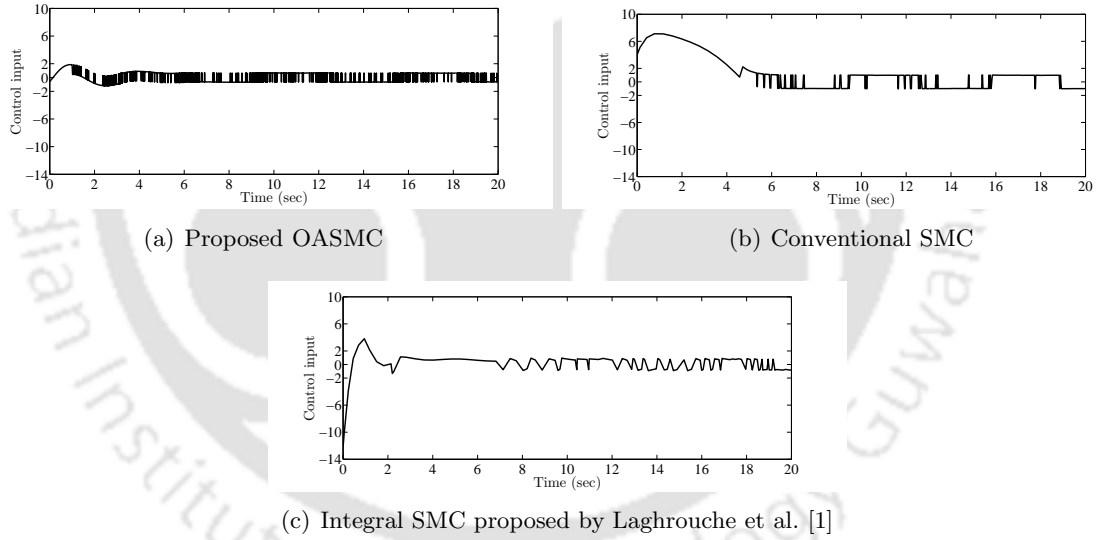 10
6
2
0
−2
−6
−10
−14
Control input
0 2 4 6 8 10 12 14 16 18 20
Time (sec)
(a) Proposed OASMC
10
6
2
0
−2
−6
−10
−14
Control input
0 2 4 6 8 10 12 14 16 18 20
Time (sec)
(b) Conventional SMC
10
6
2
0
−2
−6
−10
−14
Control input
0 2 4 6 8 10 12 14 16 18 20
Time (sec)
(c) Integral SMC proposed by Laghrouche et al. [1]
dian Institu
logy Guwaha